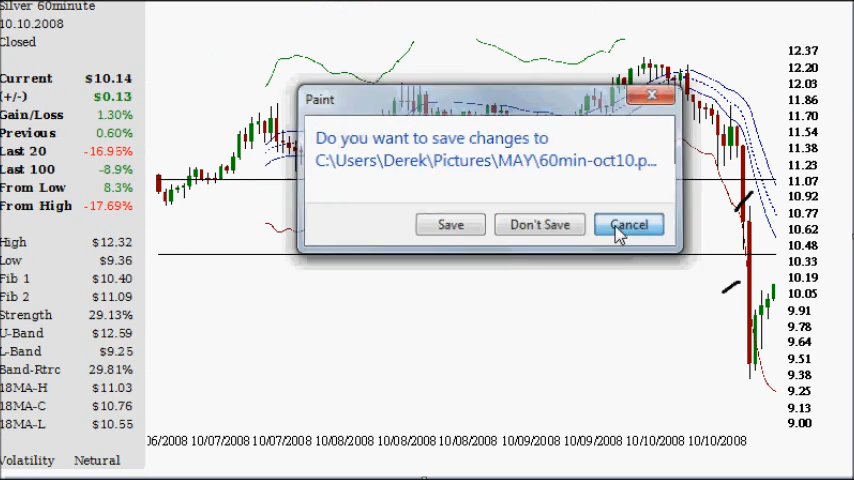 Silver 60minute
10.10.2008
Closed
Current $10.14
(+/-) $0.13
Gain/Loss 1.30%
Previous 0.60%
Last 20 -16.95%
Last 100 -8.9%
From Low 8.3%
From High -17.69%
High $12.32
Low $9.36
Fib 1 $10.40
Fib 2 $11.09
Strength 29.13%
U-Band $12.59
L-Band $9.25
Band-Rtrc 29.81%
18MA-H $11.03
18MA-C $10.76
18MA-L $10.55
Volatility Netural
Paint
Do you want to save changes to
C:\Users\Derek\Pictures\MAY\60min-oct10.p...
Save Don't Save Cancel
12.37
12.20
12.03
11.86
11.70
11.54
11.38
11.23
11.07
10.92
10.77
10.62
10.48
10.33
10.19
10.05
9.91
9.78
9.64
9.51
9.38
9.25
9.13
9.00
06/2008 10/07/2008 10/07/2008 10/08/2008 10/08/2008 10/08/2008 10/09/2008 10/09/2008 10/10/2008 10/10/2008